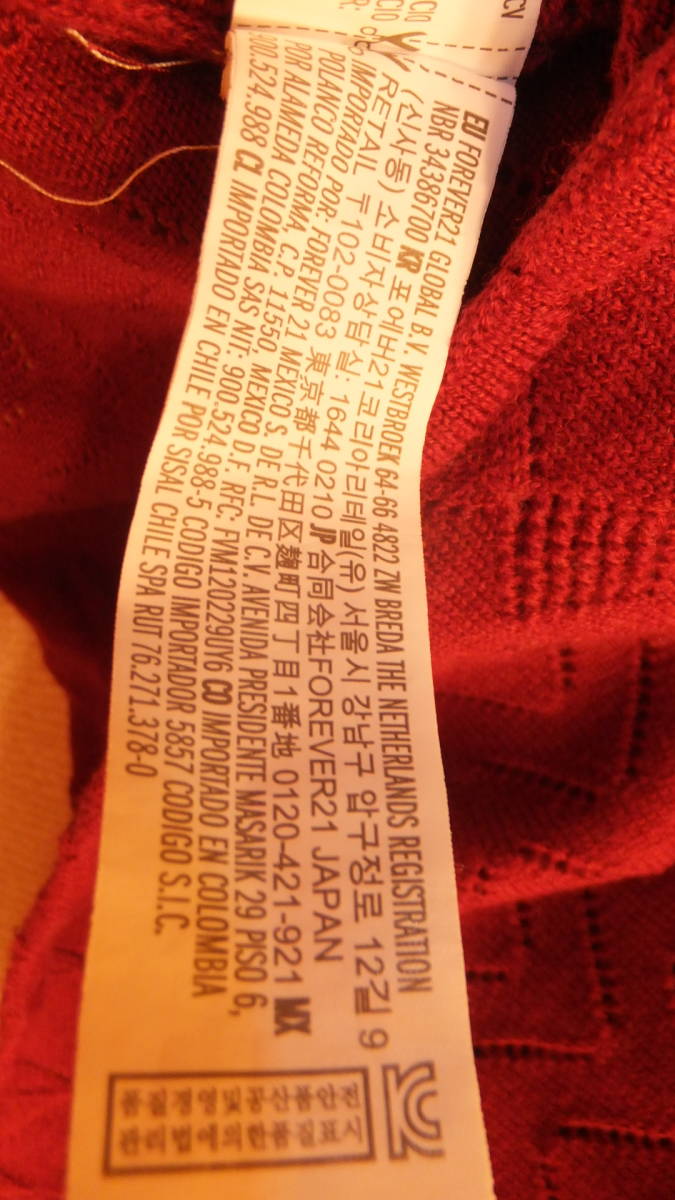 CN
Clo
Clo
R.
EU FOREVER21 GLOBAL B.V. WESTBROEK 64-66 4822 ZW BREDA THE NETHERLANDS REGISTRATION
NBR 34386700 KR 포에버21코리아리테일(유) 서울시 강남구 압구정로 12길 9
(신사동) 소비자상담실: 1644 0210 JP 合同会社FOREVER21 JAPAN
RETAIL 〒102-0083 東京都千代田区麹町四丁目1番地 0120-421-921 MX
IMPORTADO POR: FOREVER 21 MEXICO S. DE R.L. DE C.V. AVENIDA PRESIDENTE MASARIK 29 PISO 6,
POLANCO REFORMA, C.P. 11550, MEXICO D.F. RFC: FVM120229UY6 CO IMPORTADO EN COLOMBIA
POR ALAMEDA COLOMBIA SAS NIT: 900.524.988-5 CODIGO IMPORTADOR 5857 CODIGO S.I.C.
900.524.988 CL IMPORTADO EN CHILE POR SISAL CHILE SPA RUT 76.271.378-0
품질경영및공산품안전
관리법에의한품질표시